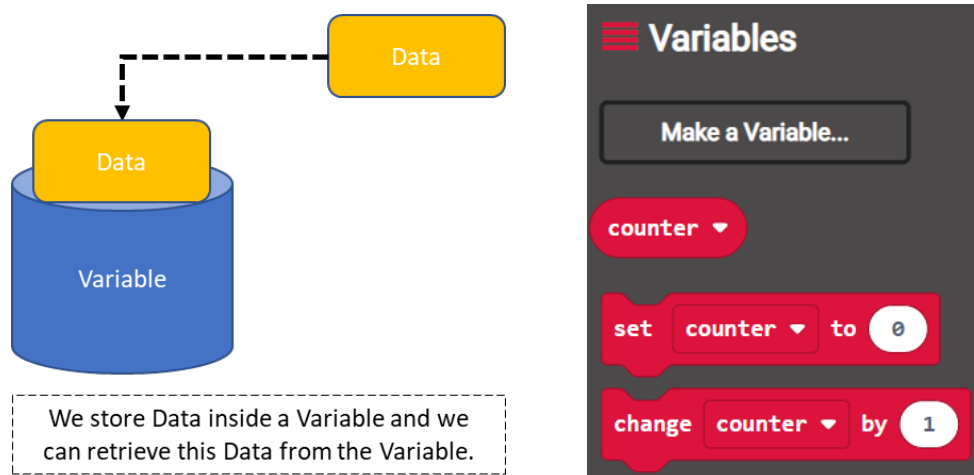 Data
Data
Variable
We store Data inside a Variable and we
can retrieve this Data from the Variable.
Variables
Make a Variable...
counter
set counter to 0
change counter by 1